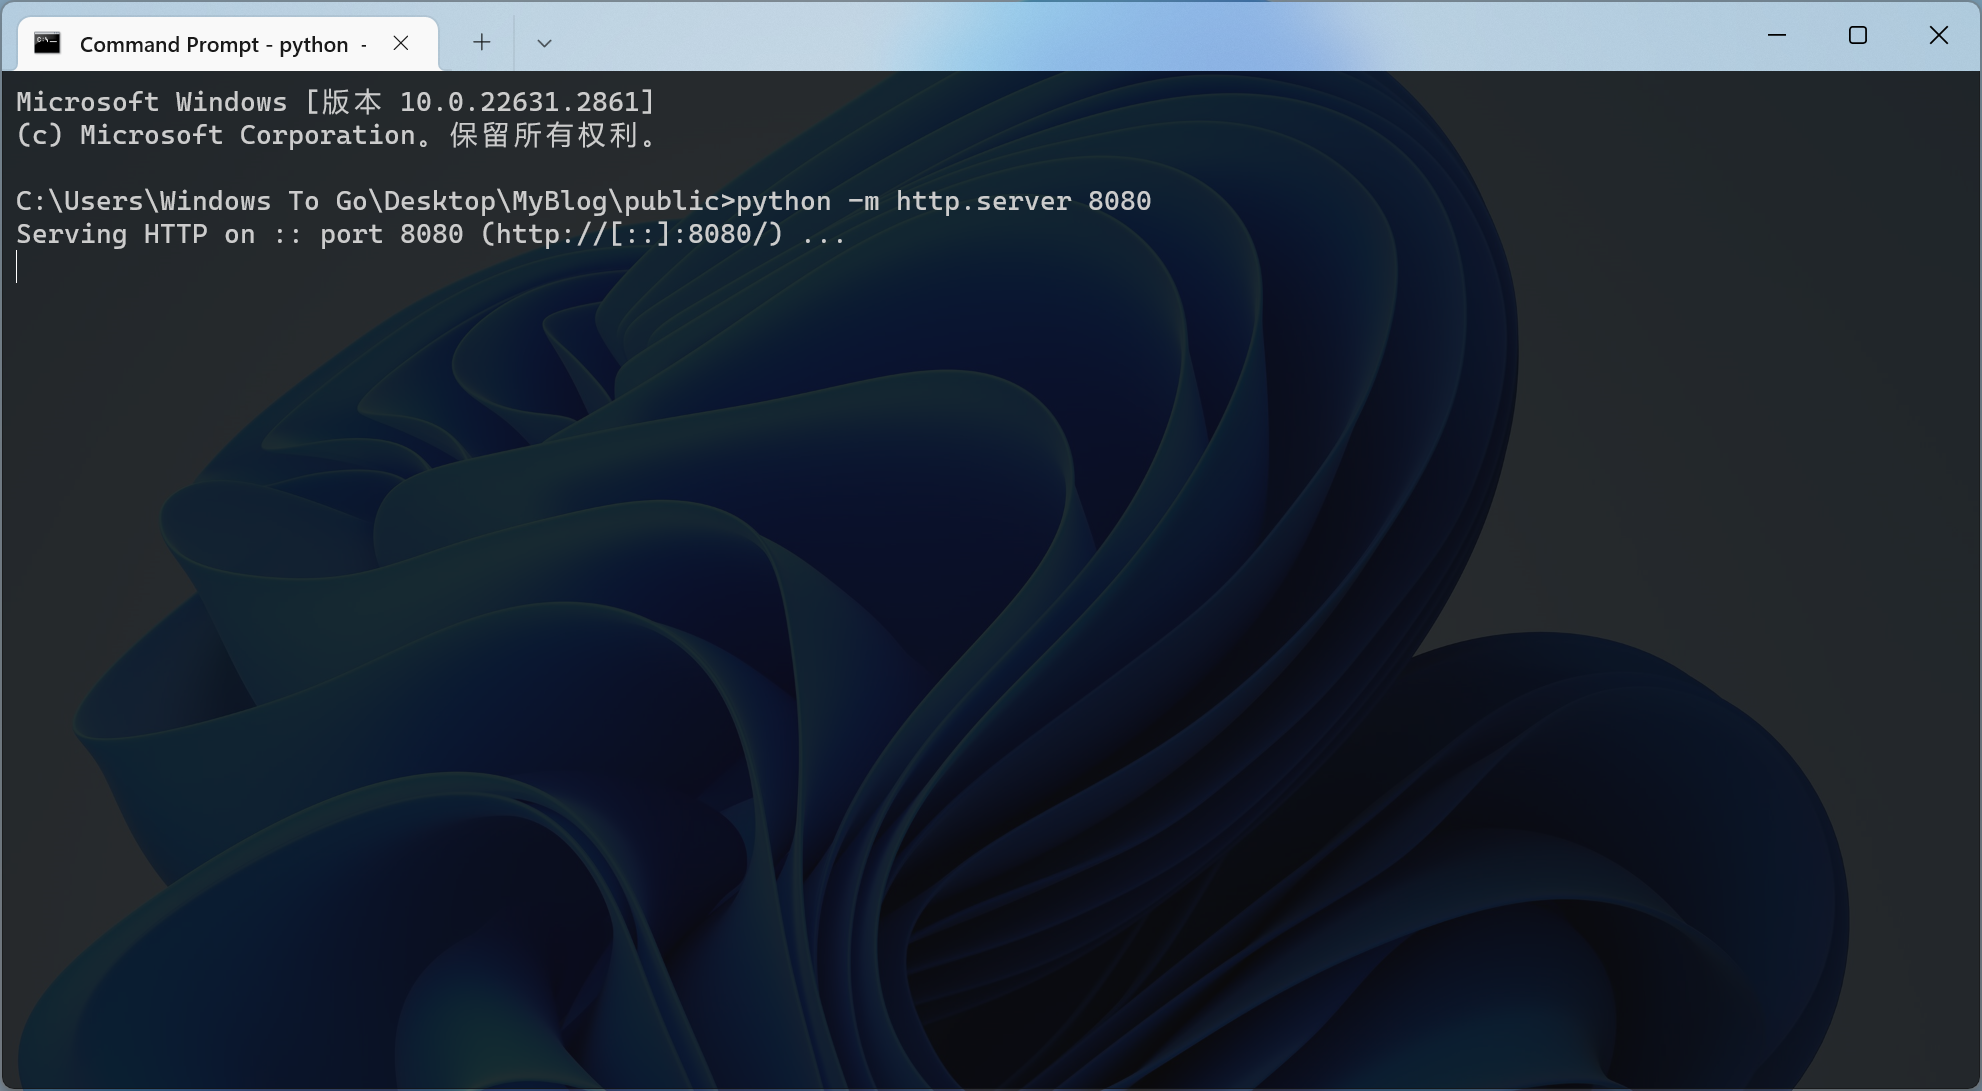 Command Prompt - python -
Microsoft Windows [版本 10.0.22631.2861]
(c) Microsoft Corporation。保留所有权利。
C:\Users\Windows To Go\Desktop\MyBlog\public>python -m http.server 8080
Serving HTTP on :: port 8080 (http://[::]:8080/) ...